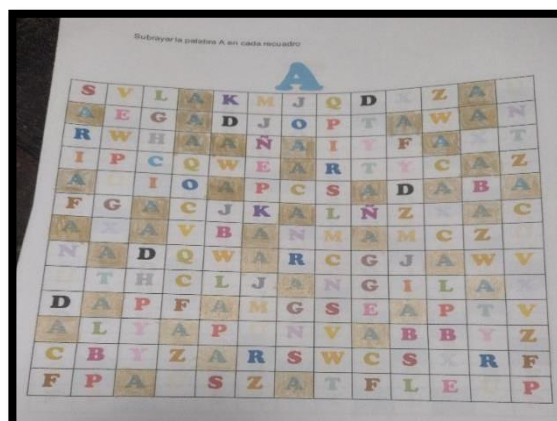 Subrayar la palabra A en cada recuadro
A
S V L A K M J Q D X Z A
A E G A D J O P T A W A N
R W H A A Ñ A I Y F A X T
I P C Q W E A R T Y C A Z
A I O A P C S A D A B A
F G A C J K A L Ñ Z X A C
A X A V B A N M A M C Z
N A D Q W A R C G J A W V
T H C L J A N G I L A X
D A P F A M G S E A P T V
A L Y A P N V A B B Y Z
C B Y Z A R S W C S X R F
F P A S Z A T F L E P